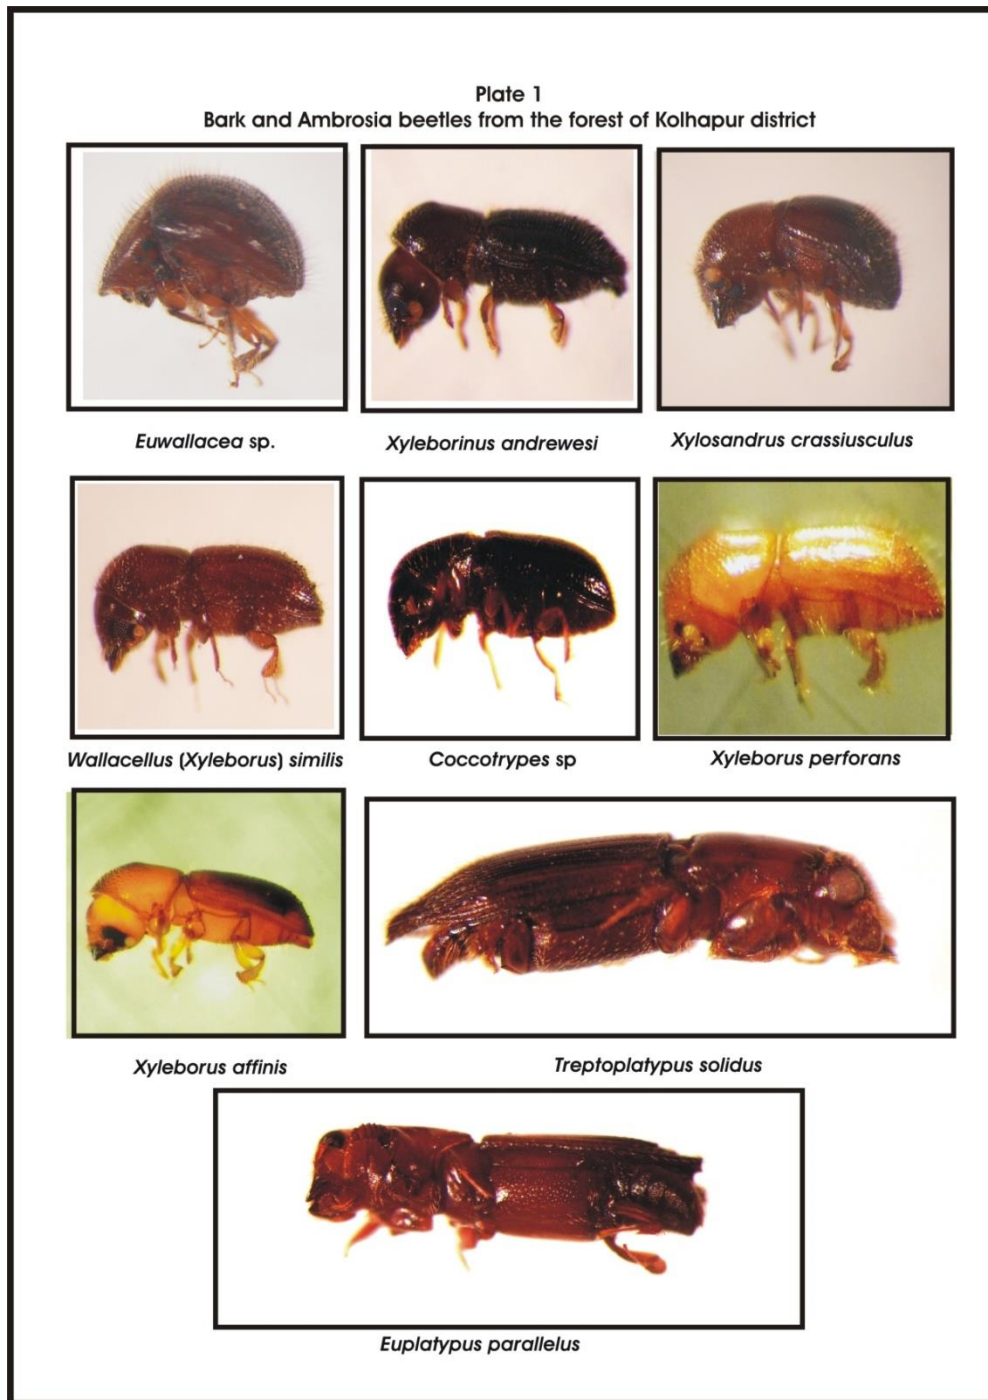 Plate 1
Bark and Ambrosia beetles from the forest of Kolhapur district
Euwallacea sp.
Xyleborinus andrewesi
Xylosandrus crassiusculus
Wallacellus (Xyleborus) similis
Coccotrypes sp
Xyleborus perforans
Xyleborus affinis
Treptoplatypus solidus
Euplatypus parallelus